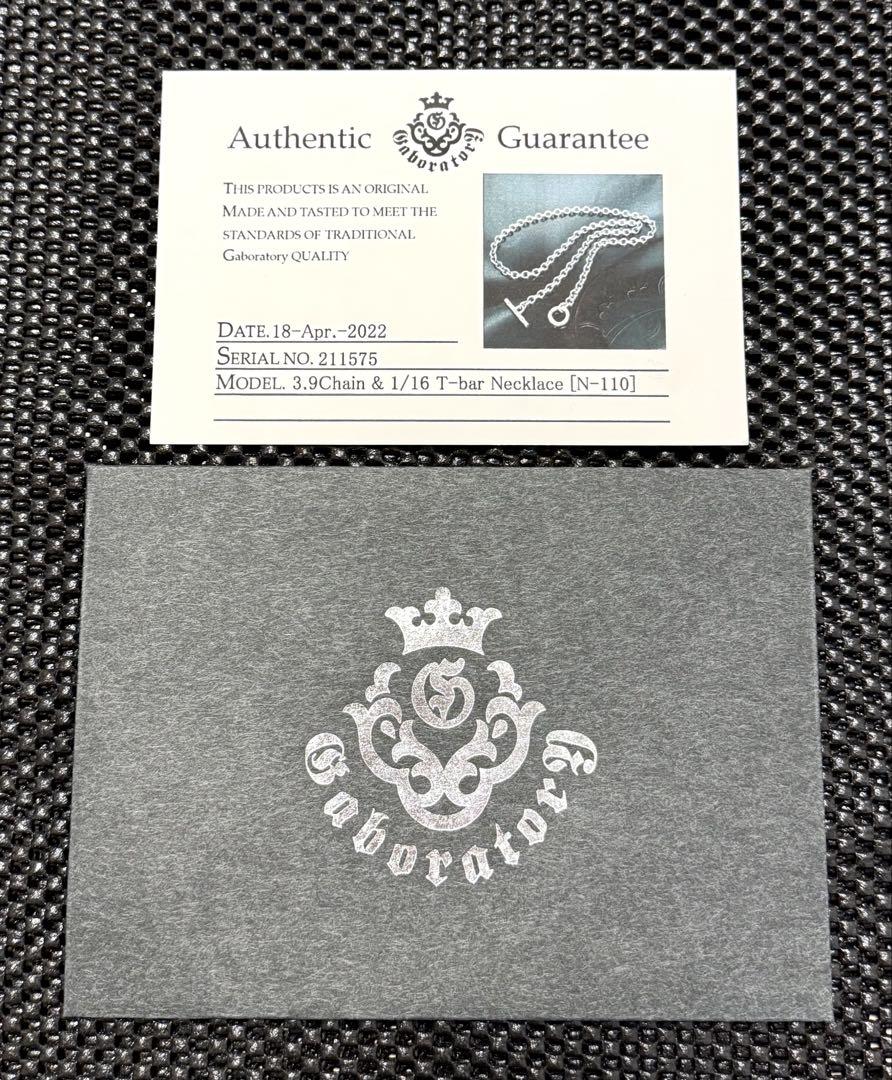 Authentic Gaboratory Guarantee
THIS PRODUCTS IS AN ORIGINAL
MADE AND TASTED TO MEET THE
STANDARDS OF TRADITIONAL
Gaboratory QUALITY
DATE. 18-Apr.-2022
SERIAL NO. 211575
MODEL. 3.9Chain & 1/16 T-bar Necklace [N-110]
G
Gaboratory